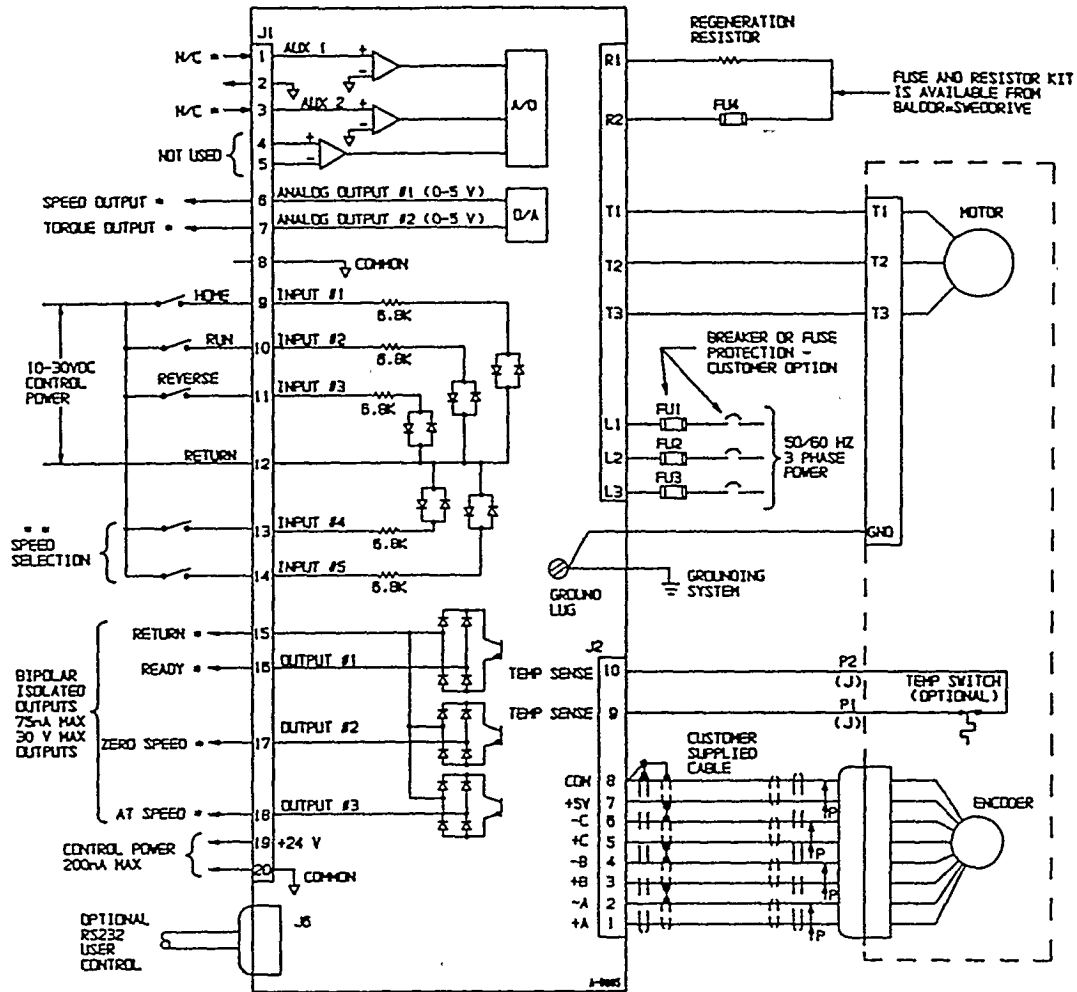 J1
N/C *
1
AUX 1
+
-
2
N/C *
3
AUX 2
+
-
A/D
NOT USED
4
+
5
-
SPEED OUTPUT *
6
ANALOG OUTPUT #1 (0-5 V)
TORQUE OUTPUT *
7
ANALOG OUTPUT #2 (0-5 V)
D/A
8
COMMON
HOME
9
INPUT #1
6.8K
RUN
10
INPUT #2
6.8K
10-30VDC
CONTROL
POWER
REVERSE
11
INPUT #3
6.8K
RETURN
12
* *
SPEED
SELECTION
13
INPUT #4
6.8K
14
INPUT #5
6.8K
BIPOLAR
ISOLATED
OUTPUTS
75mA MAX
30 V MAX
OUTPUTS
RETURN *
15
READY *
16
OUTPUT #1
ZERO SPEED *
17
OUTPUT #2
AT SPEED *
18
OUTPUT #3
CONTROL POWER
200mA MAX
19
+24 V
20
COMMON
OPTIONAL
RS232
USER
CONTROL
J6
REGENERATION
RESISTOR
R1
R2
FU4
FUSE AND RESISTOR KIT
IS AVAILABLE FROM
BALDOR=SWEODRIVE
T1
T1
MOTOR
T2
T2
T3
T3
BREAKER OR FUSE
PROTECTION -
CUSTOMER OPTION
L1
FU1
L2
FU2
L3
FU3
50/60 HZ
3 PHASE
POWER
GND
GROUND
LUG
GROUNDING
SYSTEM
J2
TEMP SENSE
10
P2
(J)
TEMP SWITCH
(OPTIONAL)
TEMP SENSE
9
P1
(J)
CUSTOMER
SUPPLIED
CABLE
COM
8
+5V
7
P
-C
6
+C
5
P
-B
4
+B
3
P
-A
2
+A
1
P
ENCODER